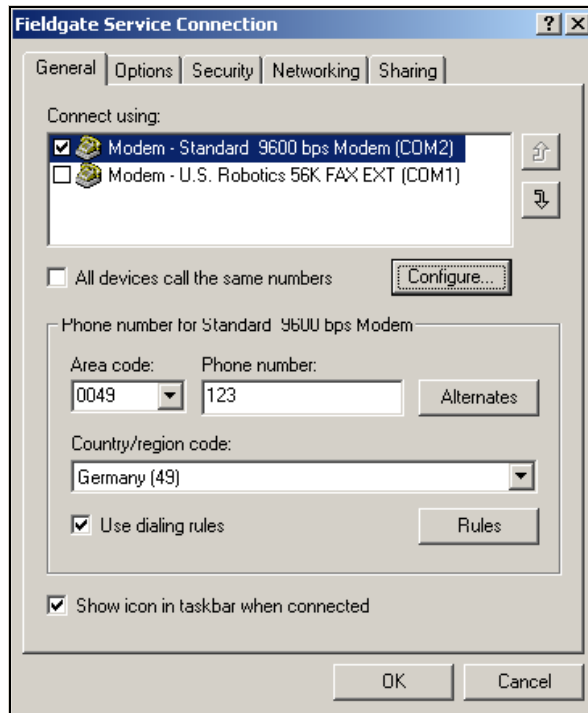 Fieldgate Service Connection
General Options Security Networking Sharing
Connect using:
Modem - Standard 9600 bps Modem (COM2)
Modem - U.S. Robotics 56K FAX EXT (COM1)
All devices call the same numbers Configure...
Phone number for Standard 9600 bps Modem
Area code: Phone number:
0049 123 Alternates
Country/region code:
Germany (49)
Use dialing rules Rules
Show icon in taskbar when connected
OK Cancel